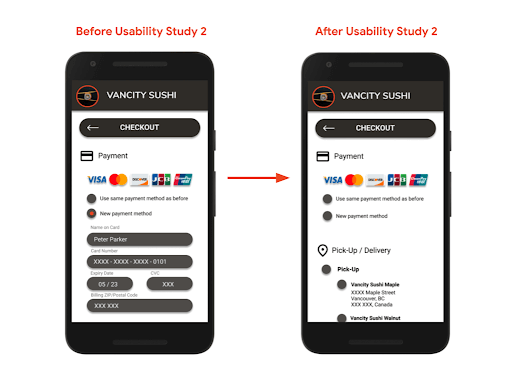 Before Usability Study 2
After Usability Study 2
VANCITY SUSHI
CHECKOUT
Payment
VISA MasterCard DISCOVER JCB UnionPay
Use same payment method as before
New payment method
Name on Card
Peter Parker
Card Number
XXXX - XXXX - XXXX - 0101
Expiry Date
CVC
05 / 23
XXX
Billing ZIP/Postal Code
XXX XXX
VANCITY SUSHI
CHECKOUT
Payment
VISA MasterCard DISCOVER JCB UnionPay
Use same payment method as before
New payment method
Pick-Up / Delivery
Pick-Up
Vancity Sushi Maple
XXXX Maple Street
Vancouver, BC
XXX XXX, Canada
Vancity Sushi Walnut